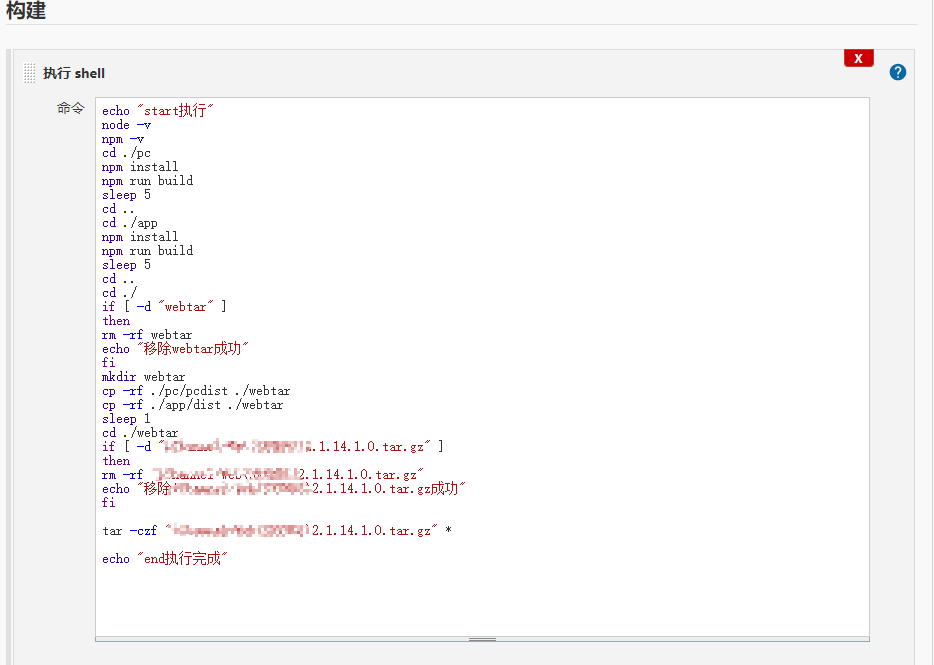 构建
执行 shell
X
?
命令
echo "start执行"
node -v
npm -v
cd ./pc
npm install
npm run build
sleep 5
cd ..
cd ./app
npm install
npm run build
sleep 5
cd ..
cd ./
if [ -d "webtar" ]
then
rm -rf webtar
echo "移除webtar成功"
fi
mkdir webtar
cp -rf ./pc/pcdist ./webtar
cp -rf ./app/dist ./webtar
sleep 1
cd ./webtar
if [ -d ".1.14.1.0.tar.gz" ]
then
rm -rf 2.1.14.1.0.tar.gz"
echo "移除2.1.14.1.0.tar.gz成功"
fi
tar -czf "2.1.14.1.0.tar.gz" *
echo "end执行完成"